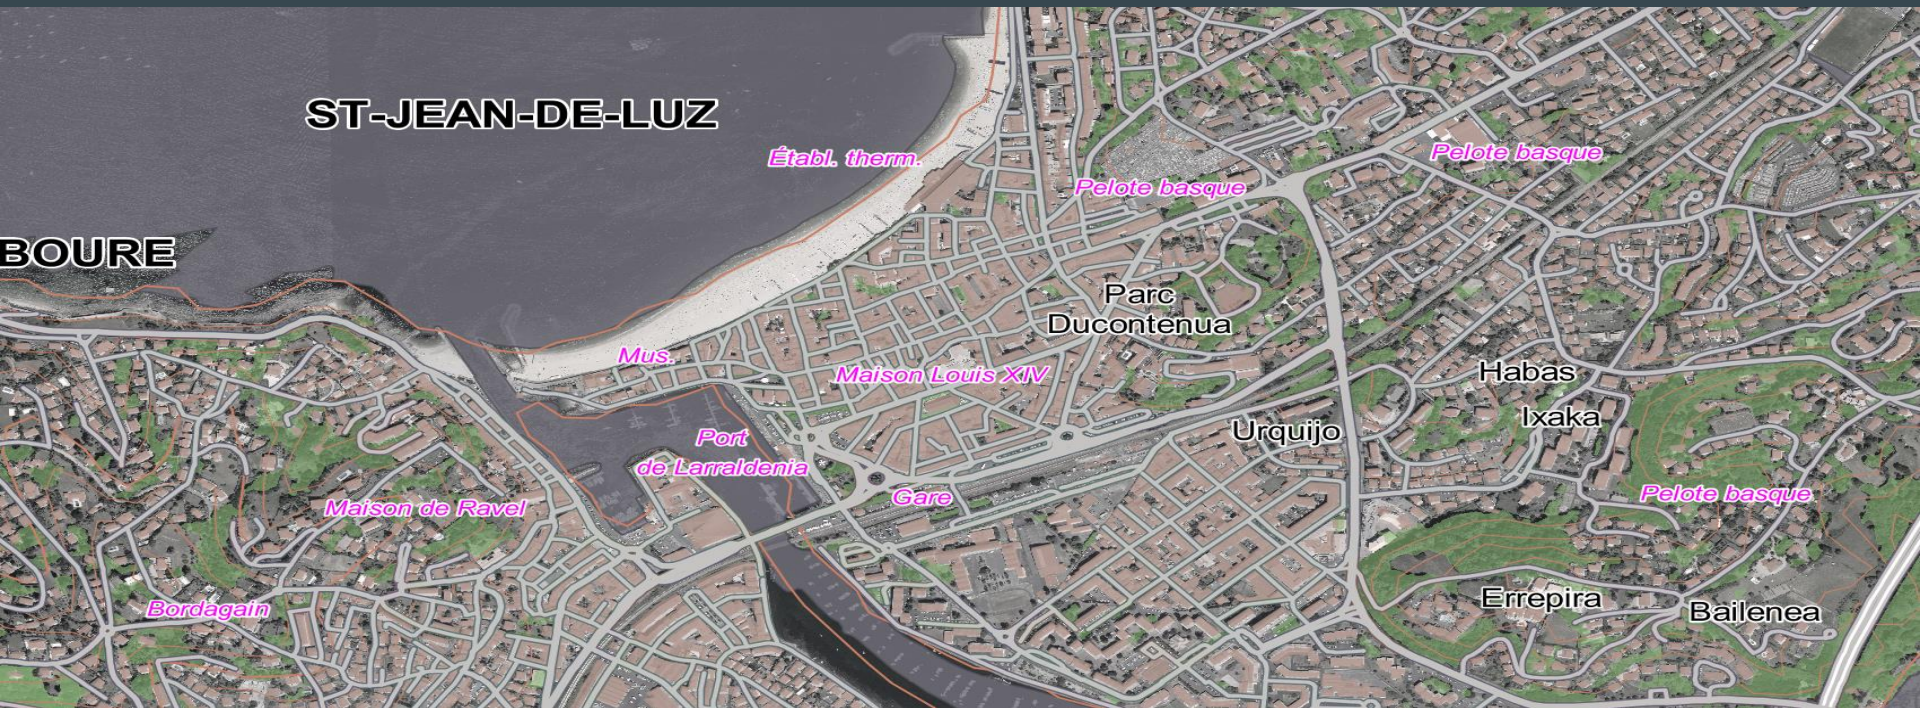 ST-JEAN-DE-LUZ
Établ. therm.
Pelote basque
Pelote basque
BOURE
Parc
Ducontenua
Mus.
Maison Louis XIV
Habas
Ixaka
Urquijo
Port
de Larraldenia
Gare
Pelote basque
Maison de Ravel
Errepira
Bailenea
Bordagain